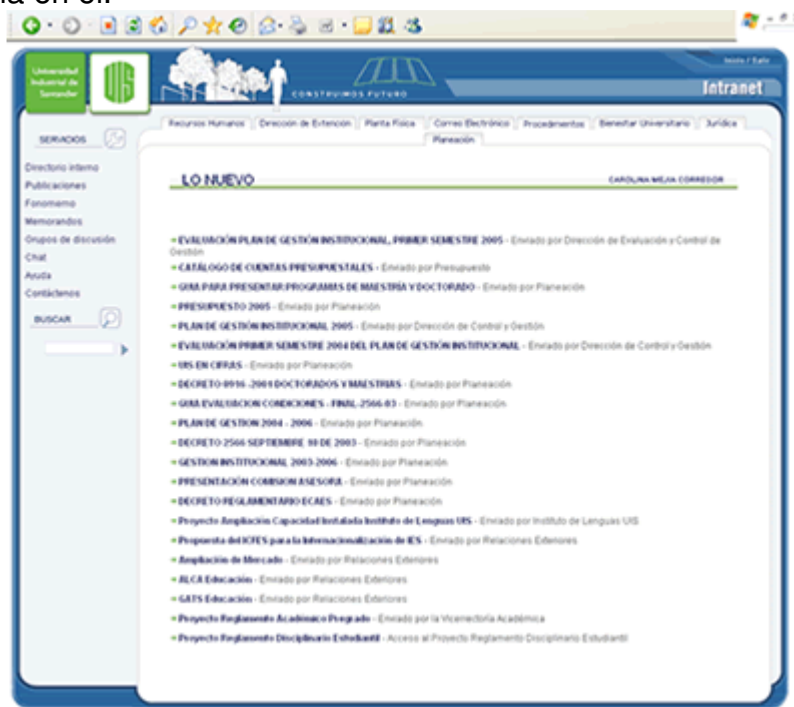 na en el.
Universidad
Industrial de
Santander
UIS
CONSTRUIMOS FUTURO
Inicio / Salir
Intranet
Recursos Humanos
Dirección de Extención
Planta Física
Correo Electrónico
Procedimientos
Bienestar Universitario
Jurídica
Planeación
SERVICIOS
Directorio interno
Publicaciones
Fonomemo
Memorandos
Grupos de discusión
Chat
Ayuda
Contáctenos
BUSCAR
LO NUEVO
CAROLINA MEJIA CORREDOR
EVALUACIÓN PLAN DE GESTIÓN INSTITUCIONAL, PRIMER SEMESTRE 2005 - Enviado por Dirección de Evaluación y Control de
Gestión
CATÁLOGO DE CUENTAS PRESUPUESTALES - Enviado por Presupuesto
GUIA PARA PRESENTAR PROGRAMAS DE MAESTRÍA Y DOCTORADO - Enviado por Planeación
PRESUPUESTO 2005 - Enviado por Planeación
PLAN DE GESTIÓN INSTITUCIONAL 2005 - Enviado por Dirección de Control y Gestión
EVALUACIÓN PRIMER SEMESTRE 2004 DEL PLAN DE GESTIÓN INSTITUCIONAL - Enviado por Dirección de Control y Gestión
UIS EN CIFRAS - Enviado por Planeación
DECRETO 0916 -2001 DOCTORADOS Y MAESTRIAS - Enviado por Planeación
GUIA EVALUACION CONDICIONES - FINAL -2566-03 - Enviado por Planeación
PLAN DE GESTION 2004 - 2006 - Enviado por Planeación
DECRETO 2566 SEPTIEMBRE 10 DE 2003 - Enviado por Planeación
GESTION INSTITUCIONAL 2003-2006 - Enviado por Planeación
PRESENTACIÓN COMISION ASESORA - Enviado por Planeación
DECRETO REGLAMENTARIO ECAES - Enviado por Planeación
Proyecto Ampliación Capacidad Instalada Instituto de Lenguas UIS - Enviado por Instituto de Lenguas UIS
Propuesta del ICFES para la Internacionalización de IES - Enviado por Relaciones Exteriores
Ampliación de Mercado - Enviado por Relaciones Exteriores
ALCA Educación - Enviado por Relaciones Exteriores
GATS Educación - Enviado por Relaciones Exteriores
Proyecto Reglamento Académico Pregrado - Enviado por la Vicerrectoría Académica
Proyecto Reglamento Disciplinario Estudiantil - Acceso al Proyecto Reglamento Disciplinario Estudiantil